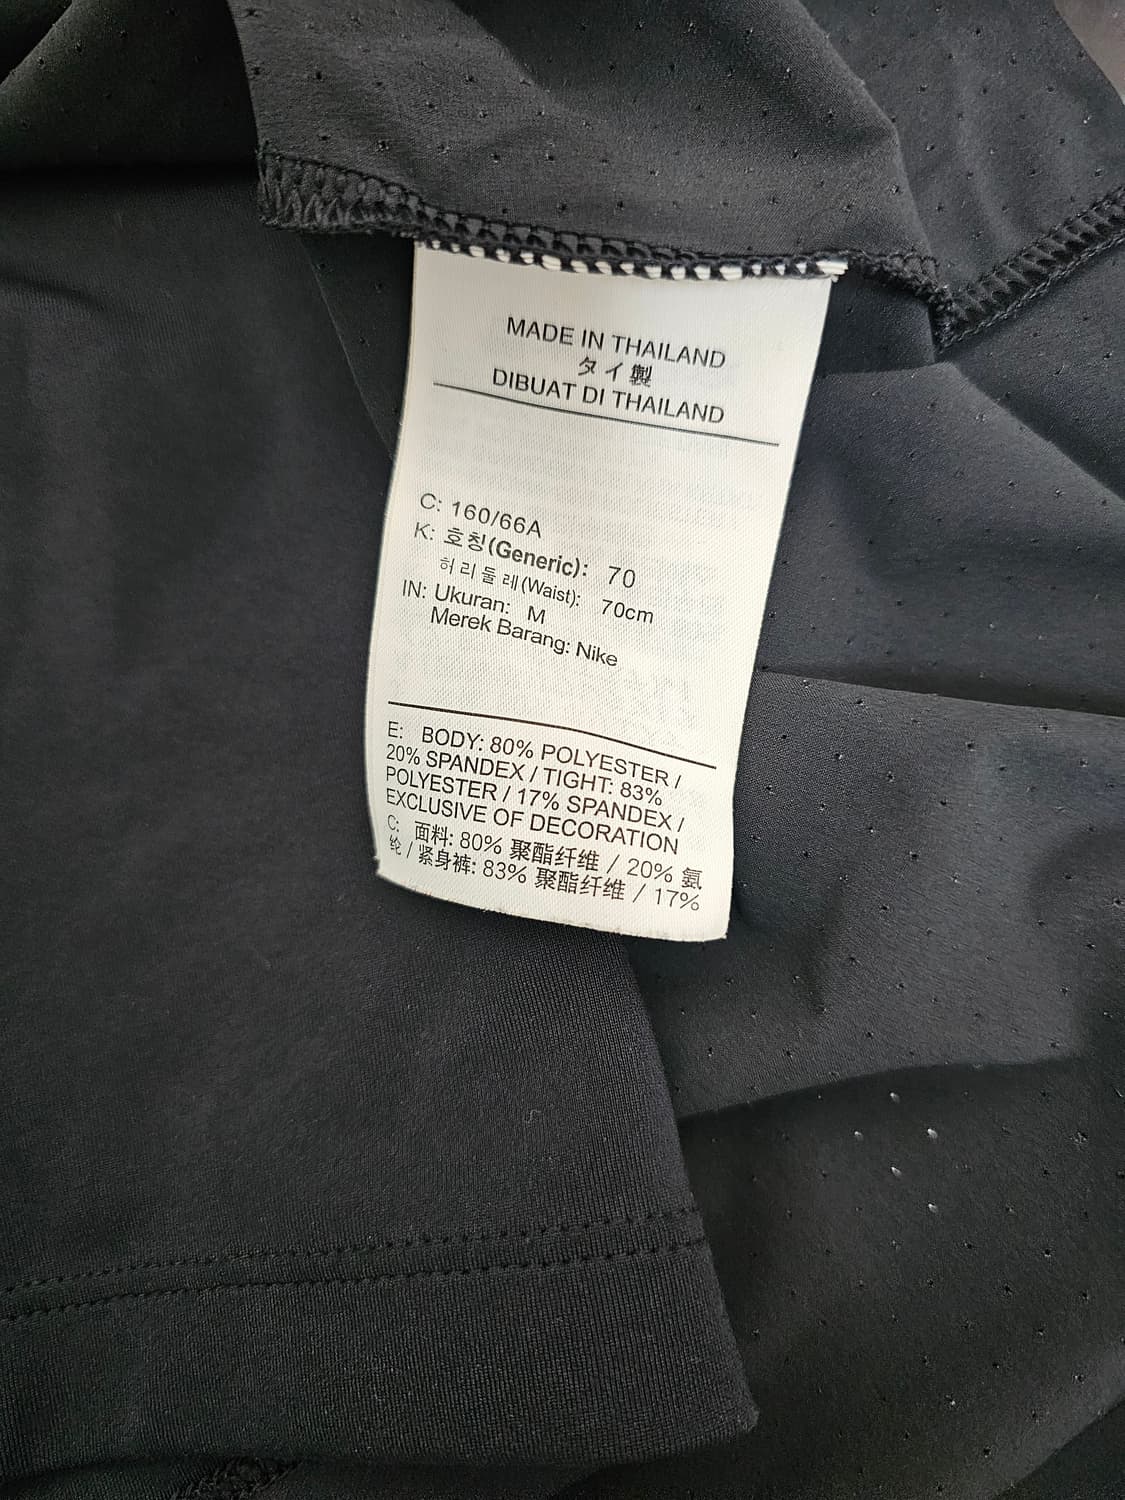 MADE IN THAILAND
タイ製
DIBUAT DI THAILAND
C: 160/66A
K: 호칭(Generic): 70
허리둘레(Waist): 70cm
IN: Ukuran: M
Merek Barang: Nike
E: BODY: 80% POLYESTER /
20% SPANDEX / TIGHT: 83%
POLYESTER / 17% SPANDEX /
EXCLUSIVE OF DECORATION
C: 面料: 80% 聚酯纤维 / 20% 氨
纶 / 紧身裤: 83% 聚酯纤维 / 17%